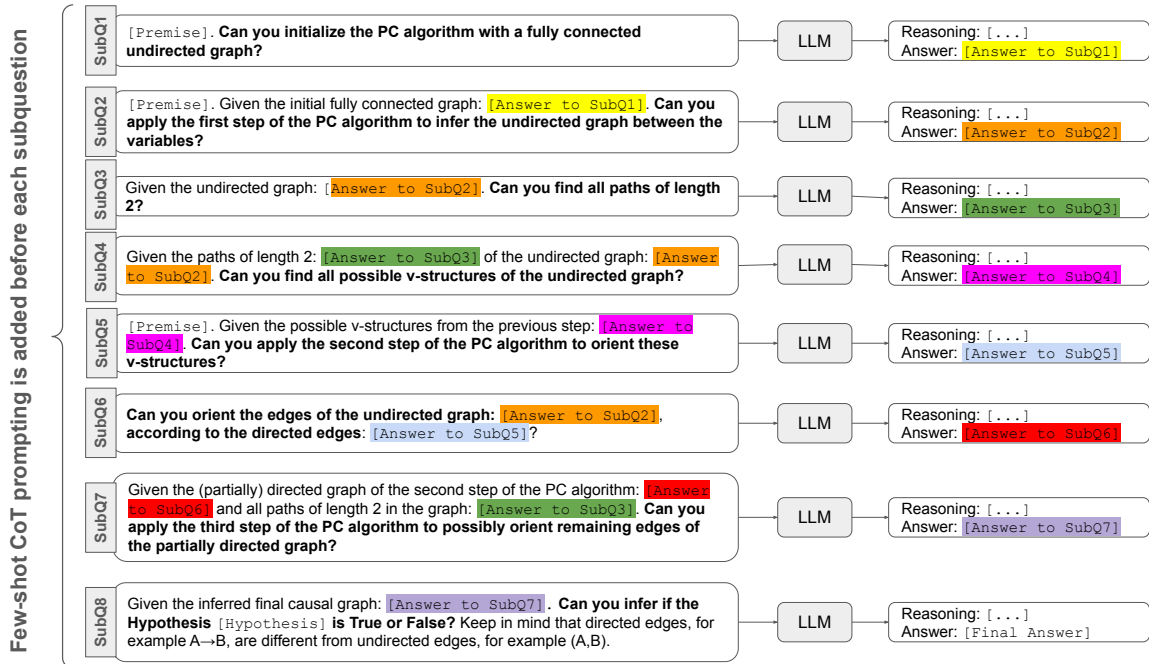 Few-shot CoT prompting is added before each subquestion
SubQ1
[Premise]. Can you initialize the PC algorithm with a fully connected
undirected graph?
LLM
Reasoning: [...]
Answer: [Answer to SubQ1]
SubQ2
[Premise]. Given the initial fully connected graph: [Answer to SubQ1]. Can you
apply the first step of the PC algorithm to infer the undirected graph between the
variables?
LLM
Reasoning: [...]
Answer: [Answer to SubQ2]
SubQ3
Given the undirected graph: [Answer to SubQ2]. Can you find all paths of length
2?
LLM
Reasoning: [...]
Answer: [Answer to SubQ3]
SubQ4
Given the paths of length 2: [Answer to SubQ3] of the undirected graph: [Answer
to SubQ2]. Can you find all possible v-structures of the undirected graph?
LLM
Reasoning: [...]
Answer: [Answer to SubQ4]
SubQ5
[Premise]. Given the possible v-structures from the previous step: [Answer to
SubQ4]. Can you apply the second step of the PC algorithm to orient these
v-structures?
LLM
Reasoning: [...]
Answer: [Answer to SubQ5]
SubQ6
Can you orient the edges of the undirected graph: [Answer to SubQ2],
according to the directed edges: [Answer to SubQ5]?
LLM
Reasoning: [...]
Answer: [Answer to SubQ6]
SubQ7
Given the (partially) directed graph of the second step of the PC algorithm: [Answer
to SubQ6] and all paths of length 2 in the graph: [Answer to SubQ3]. Can you
apply the third step of the PC algorithm to possibly orient remaining edges
of the partially directed graph?
LLM
Reasoning: [...]
Answer: [Answer to SubQ7]
SubQ8
Given the inferred final causal graph: [Answer to SubQ7]. Can you infer if the
Hypothesis [Hypothesis] is True or False? Keep in mind that directed edges, for
example A→B, are different from undirected edges, for example (A,B).
LLM
Reasoning: [...]
Answer: [Final Answer]